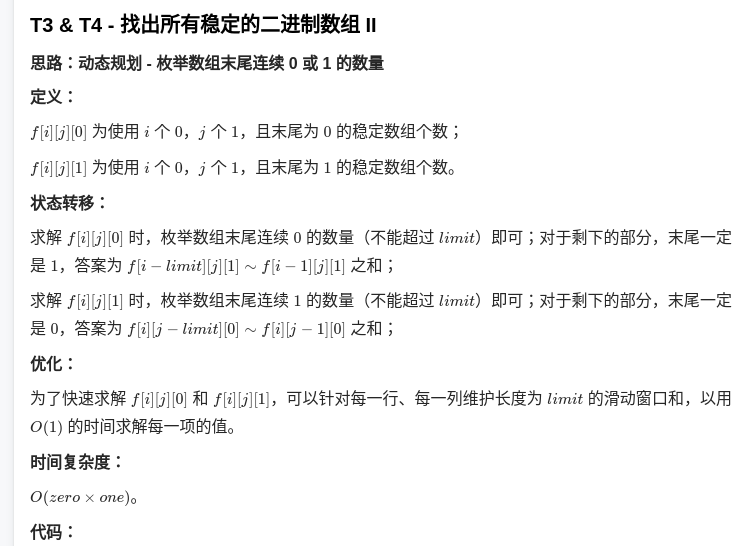 T3 & T4 - 找出所有稳定的二进制数组 II
思路：动态规划 - 枚举数组末尾连续 0 或 1 的数量
定义：
f[i][j][0] 为使用 i 个 0，j 个 1，且末尾为 0 的稳定数组个数；
f[i][j][1] 为使用 i 个 0，j 个 1，且末尾为 1 的稳定数组个数。
状态转移：
求解 f[i][j][0] 时，枚举数组末尾连续 0 的数量（不能超过 limit）即可；对于剩下的部分，末尾一定
是 1，答案为 f[i − limit][j][1] ∼ f[i − 1][j][1] 之和；
求解 f[i][j][1] 时，枚举数组末尾连续 1 的数量（不能超过 limit）即可；对于剩下的部分，末尾一定
是 0，答案为 f[i][j − limit][0] ∼ f[i][j − 1][0] 之和；
优化：
为了快速求解 f[i][j][0] 和 f[i][j][1]，可以针对每一行、每一列维护长度为 limit 的滑动窗口和，以用
O(1) 的时间求解每一项的值。
时间复杂度：
O(zero × one)。
代码：